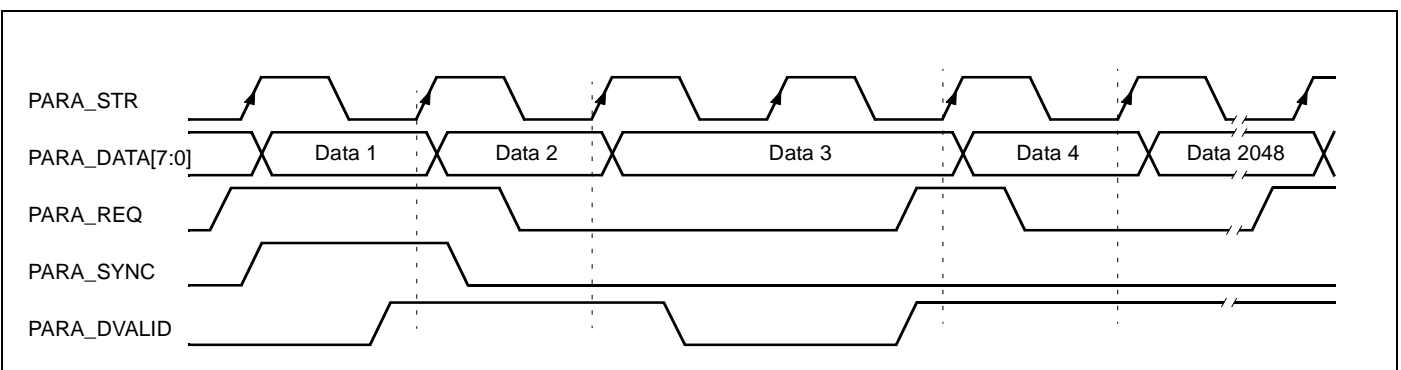 PARA_STR
PARA_DATA[7:0] Data 1 Data 2 Data 3 Data 4 Data 2048
PARA_REQ
PARA_SYNC
PARA_DVALID